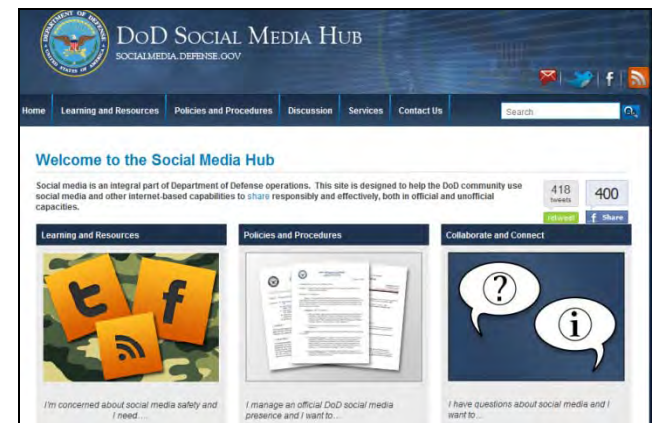 DoD Social Media Hub
SOCIALMEDIA.DEFENSE.GOV
Home Learning and Resources Policies and Procedures Discussion Services Contact Us Search
Welcome to the Social Media Hub
Social media is an integral part of Department of Defense operations. This site is designed to help the DoD community use
social media and other internet-based capabilities to share responsibly and effectively, both in official and unofficial
capacities.
418
tweets
retweet
400
Share
Learning and Resources
Policies and Procedures
Collaborate and Connect
I'm concerned about social media safety and
I need....
I manage an official DoD social media
presence and I want to...
I have questions about social media and I
want to...